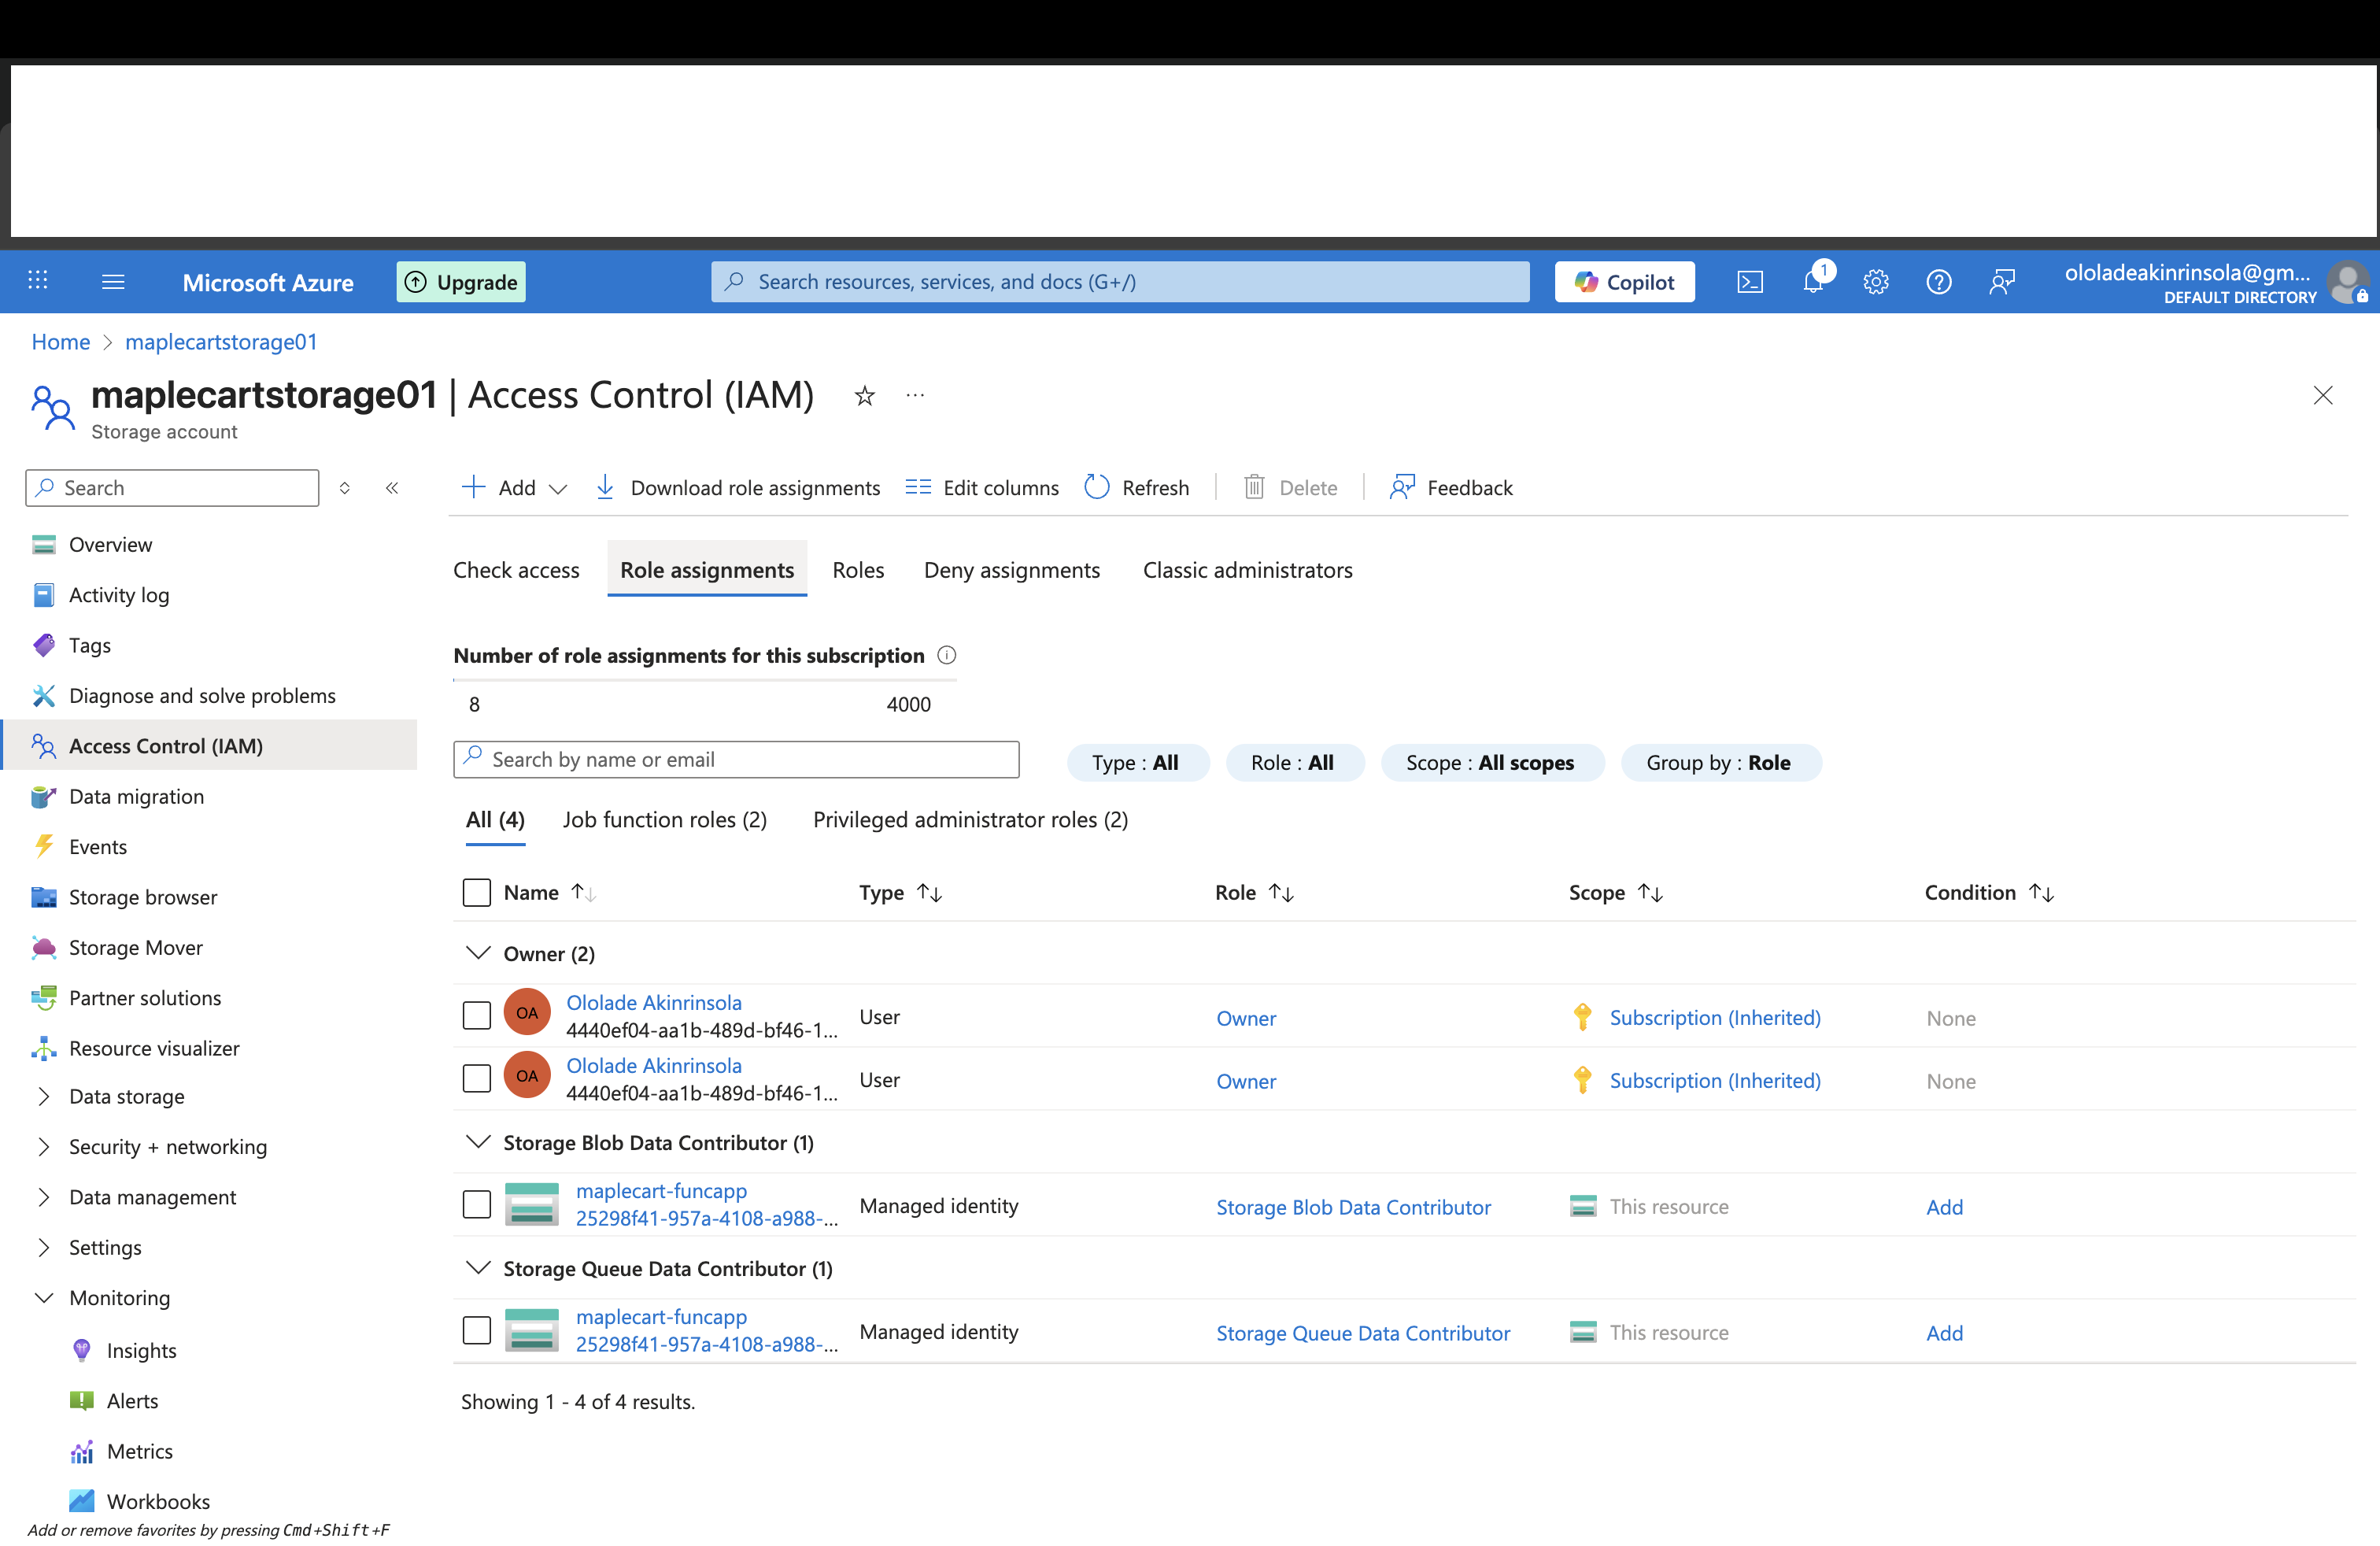 Microsoft Azure
Upgrade
Search resources, services, and docs (G+/)
Copilot
1
ololadeakinrinsola@gm...
DEFAULT DIRECTORY
Home > maplecartstorage01
maplecartstorage01 | Access Control (IAM)
Storage account
Search
Overview
Activity log
Tags
Diagnose and solve problems
Access Control (IAM)
Data migration
Events
Storage browser
Storage Mover
Partner solutions
Resource visualizer
Data storage
Security + networking
Data management
Settings
Monitoring
Insights
Alerts
Metrics
Workbooks
Add or remove favorites by pressing Cmd+Shift+F
Add Download role assignments Edit columns Refresh Delete Feedback
Check access Role assignments Roles Deny assignments Classic administrators
Number of role assignments for this subscription
8 4000
Search by name or email Type : All Role : All Scope : All scopes Group by : Role
All (4) Job function roles (2) Privileged administrator roles (2)
Name Type Role Scope Condition
Owner (2)
OA Ololade Akinrinsola
4440ef04-aa1b-489d-bf46-1... User Owner Subscription (Inherited) None
OA Ololade Akinrinsola
4440ef04-aa1b-489d-bf46-1... User Owner Subscription (Inherited) None
Storage Blob Data Contributor (1)
maplecart-funcapp
25298f41-957a-4108-a988-... Managed identity Storage Blob Data Contributor This resource Add
Storage Queue Data Contributor (1)
maplecart-funcapp
25298f41-957a-4108-a988-... Managed identity Storage Queue Data Contributor This resource Add
Showing 1 - 4 of 4 results.